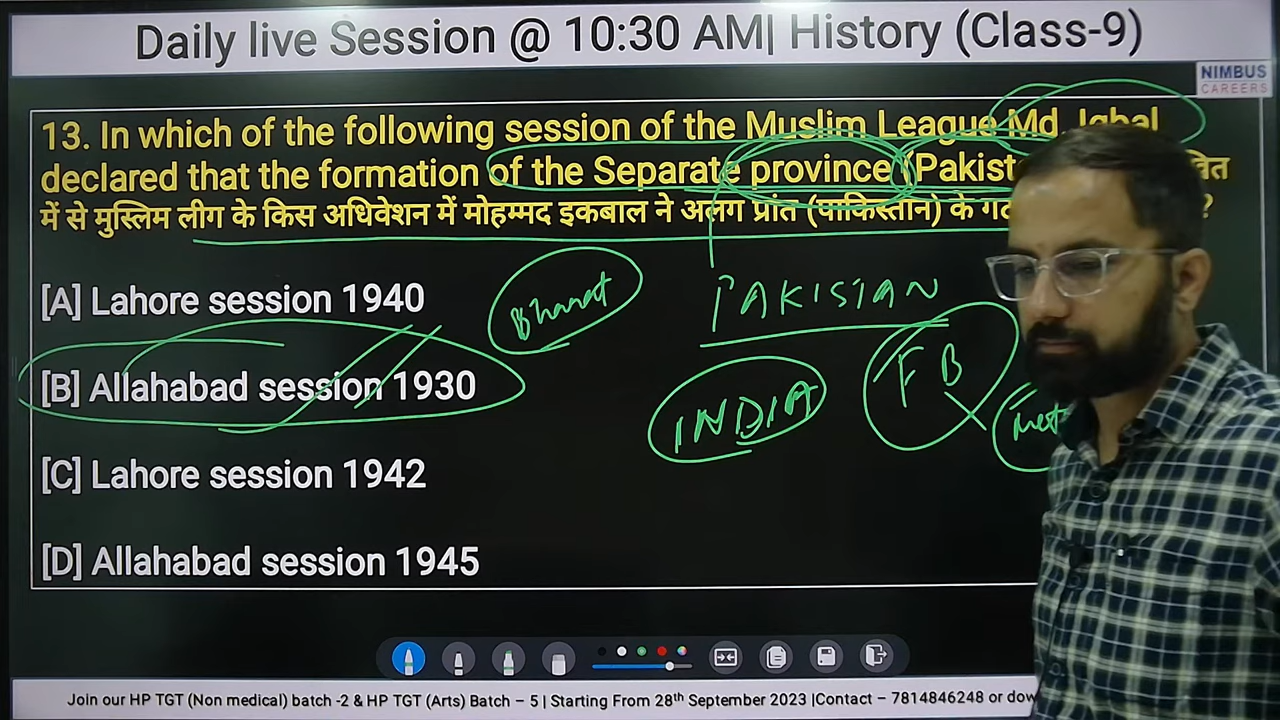 Daily live Session @ 10:30 AM| History (Class-9)
NIMBUS
CAREERS
13. In which of the following session of the Muslim League Md. Iqbal
declared that the formation of the Separate province (Pakist
में से मुस्लिम लीग के किस अधिवेशन में मोहम्मद इकबाल ने अलग प्रांत (पाकिस्तान) के ?
[A] Lahore session 1940
Bharat
PAKISTAN
[B] Allahabad session 1930
INDIA
FB
[C] Lahore session 1942
[D] Allahabad session 1945
Join our HP TGT (Non medical) batch -2 & HP TGT (Arts) Batch – 5 | Starting From 28th September 2023 |Contact – 7814846248 or dow